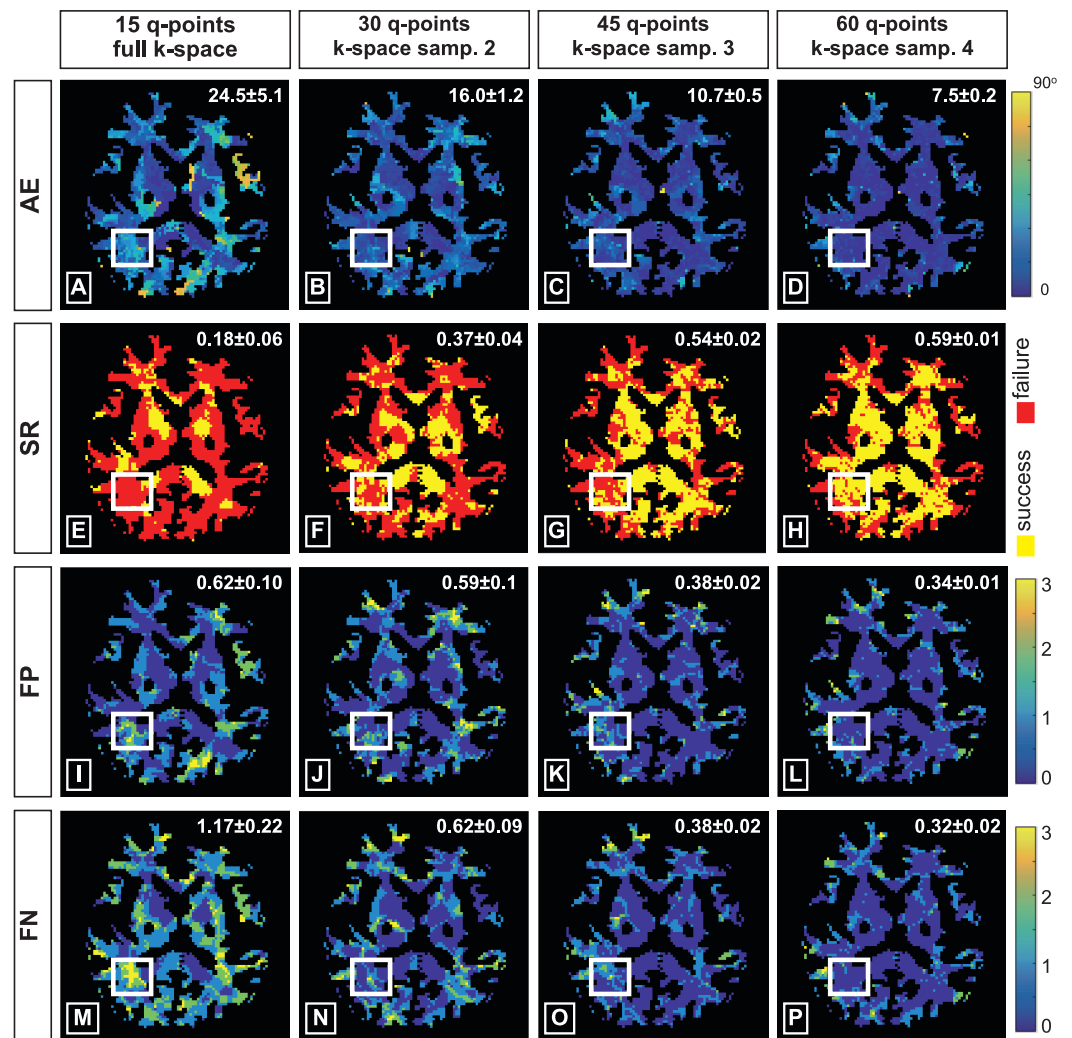 15 q-points
full k-space
30 q-points
k-space samp. 2
45 q-points
k-space samp. 3
60 q-points
k-space samp. 4
AE
24.5±5.1
16.0±1.2
10.7±0.5
7.5±0.2
90º
0
A
B
C
D
SR
0.18±0.06
0.37±0.04
0.54±0.02
0.59±0.01
failure
success
E
F
G
H
FP
0.62±0.10
0.59±0.1
0.38±0.02
0.34±0.01
3
2
1
0
I
J
K
L
FN
1.17±0.22
0.62±0.09
0.38±0.02
0.32±0.02
3
2
1
0
M
N
O
P